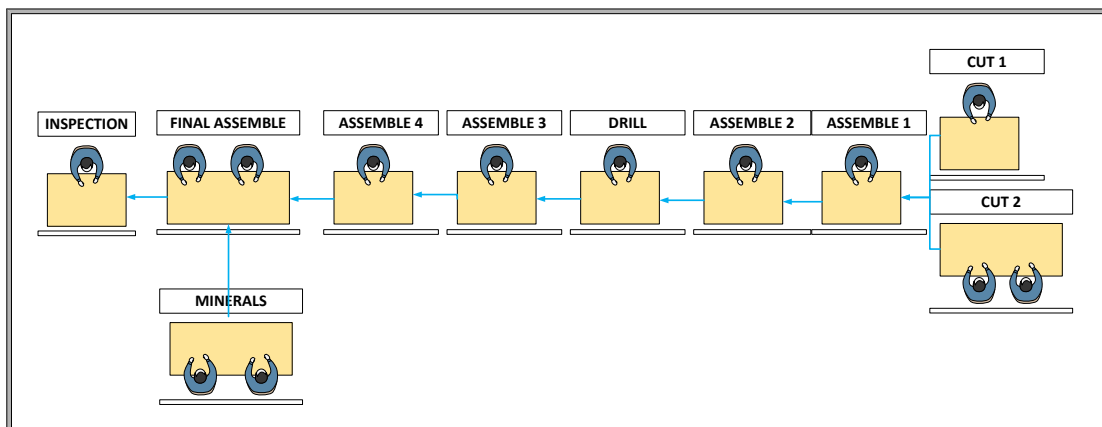 CUT 1
INSPECTION
FINAL ASSEMBLE
ASSEMBLE 4
ASSEMBLE 3
DRILL
ASSEMBLE 2
ASSEMBLE 1
CUT 2
MINERALS